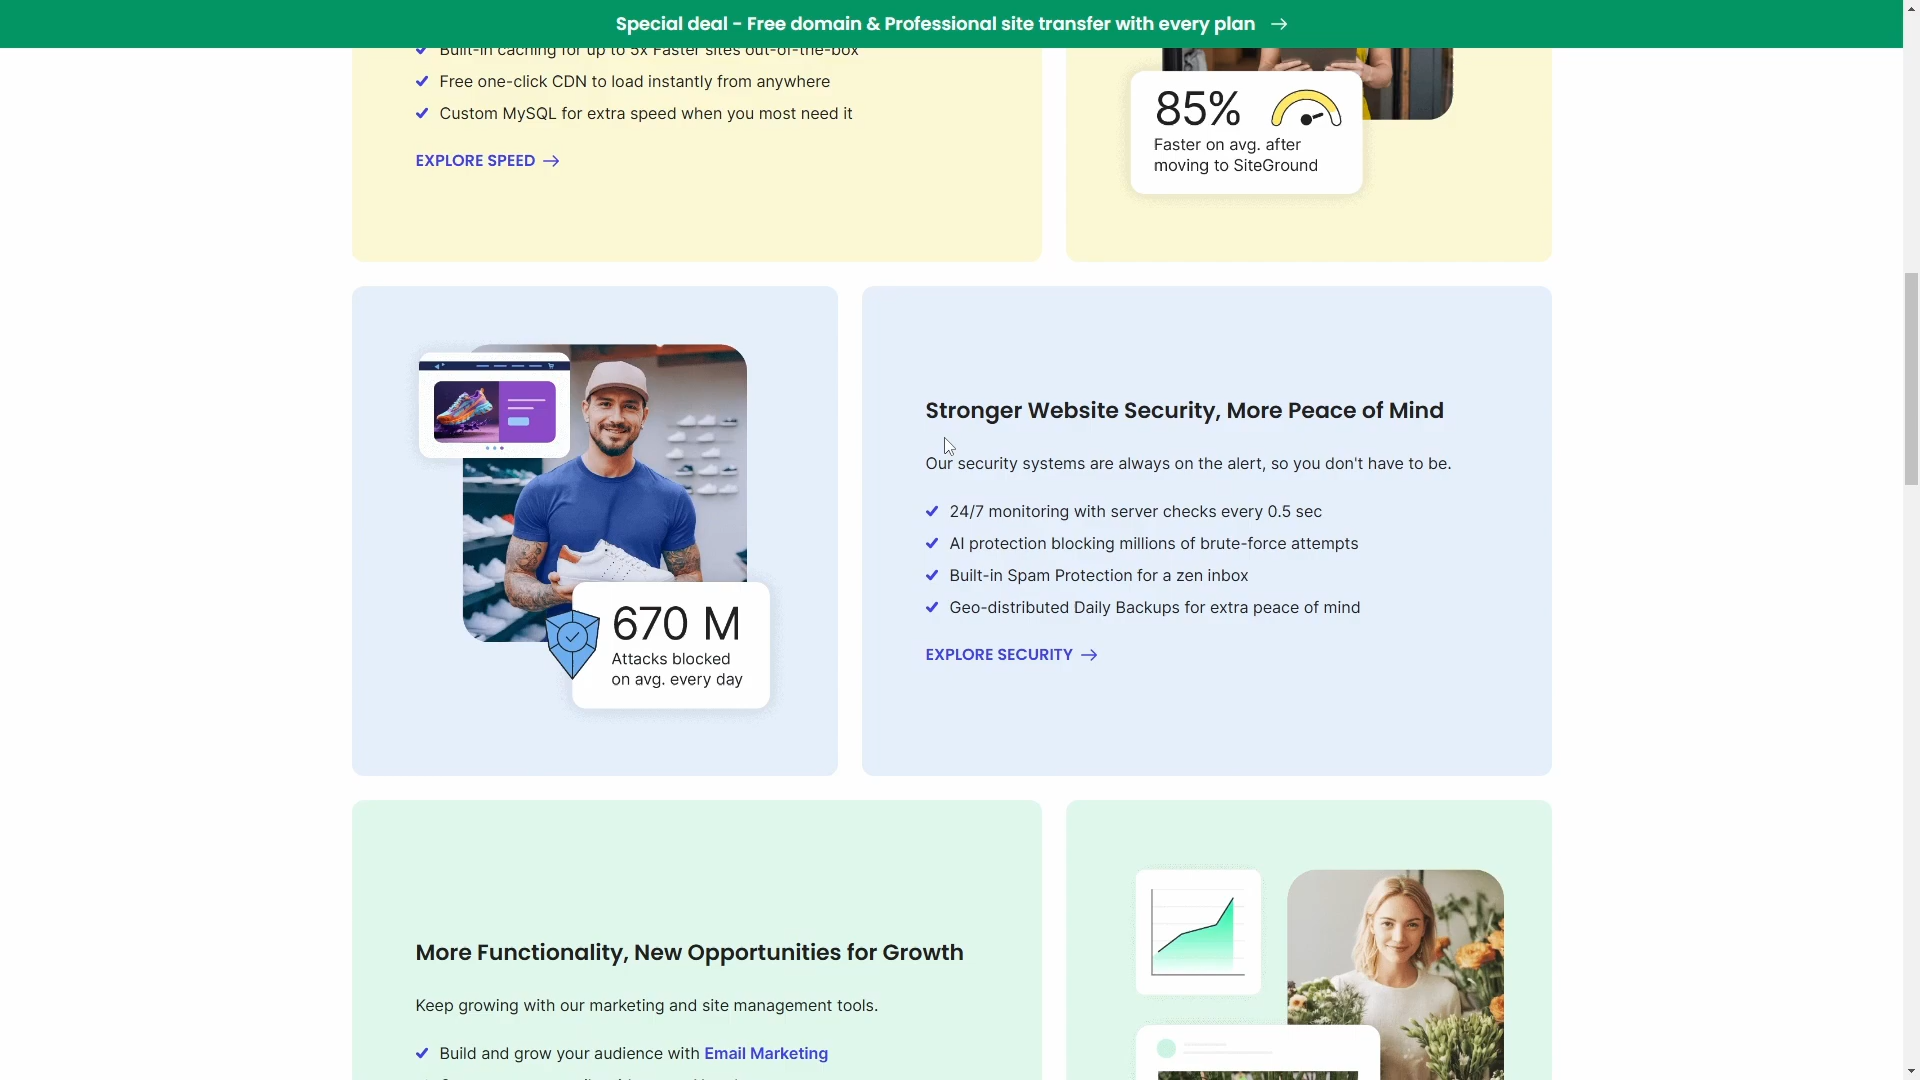 Special deal - Free domain & Professional site transfer with every plan
Built-in caching for up to 5x Faster sites out-of-the-box
Free one-click CDN to load instantly from anywhere
Custom MySQL for extra speed when you most need it
EXPLORE SPEED
85%
Faster on avg. after
moving to SiteGround
670 M
Attacks blocked
on avg. every day
Stronger Website Security, More Peace of Mind
Our security systems are always on the alert, so you don't have to be.
24/7 monitoring with server checks every 0.5 sec
AI protection blocking millions of brute-force attempts
Built-in Spam Protection for a zen inbox
Geo-distributed Daily Backups for extra peace of mind
EXPLORE SECURITY
More Functionality, New Opportunities for Growth
Keep growing with our marketing and site management tools.
Build and grow your audience with Email Marketing